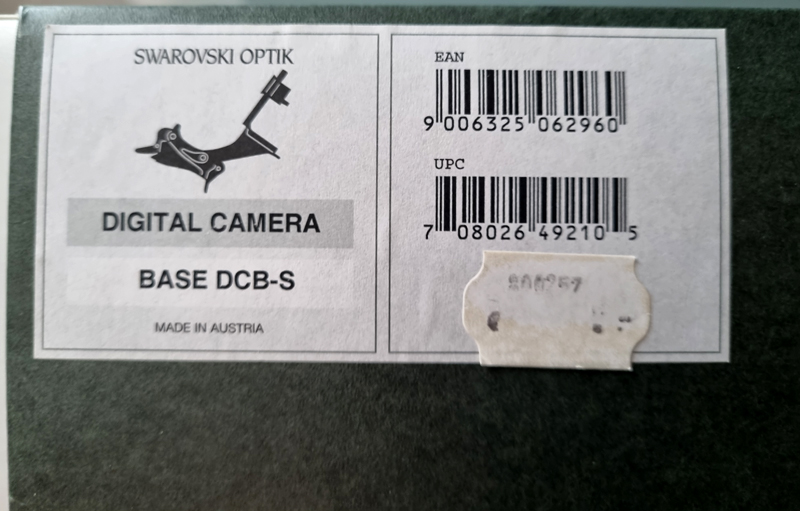 SWAROVSKI OPTIK
DIGITAL CAMERA
BASE DCB-S
MADE IN AUSTRIA
EAN
9 006325 062960
UPC
7 08026 49210 5